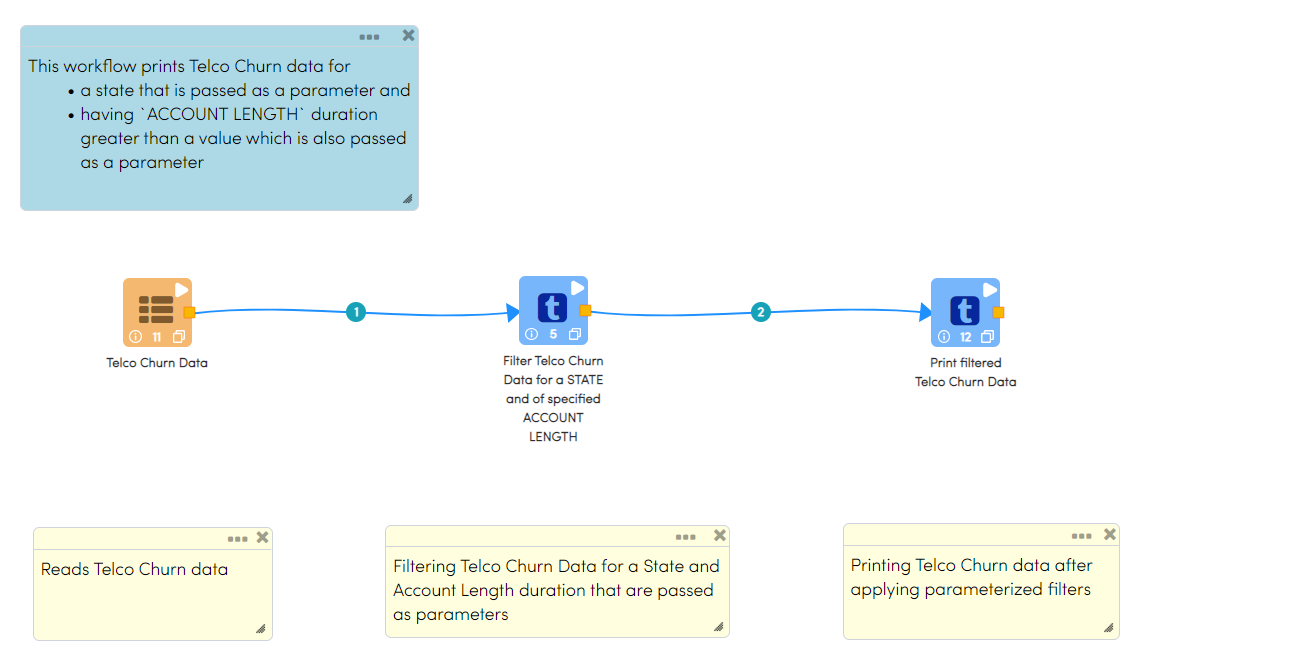 This workflow prints Telco Churn data for
• a state that is passed as a parameter and
• having `ACCOUNT LENGTH` duration
greater than a value which is also passed
as a parameter
1
2
t
t
11
5
12
Telco Churn Data
Filter Telco Churn
Data for a STATE
and of specified
ACCOUNT
LENGTH
Print filtered
Telco Churn Data
Reads Telco Churn data
Filtering Telco Churn Data for a State and
Account Length duration that are passed
as parameters
Printing Telco Churn data after
applying parameterized filters